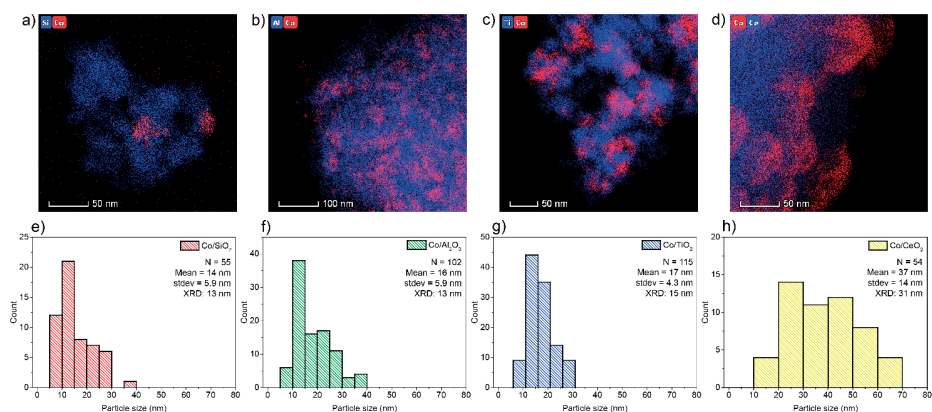 a)
Si Co
50 nm
b)
Al Co
100 nm
c)
Ti Co
50 nm
d)
Co Ce
50 nm
e)
25
20
15
10
5
0
Count
0 10 20 30 40 50 60 70 80
Particle size (nm)
Co/SiO₂
N = 55
Mean = 14 nm
stdev = 5.9 nm
XRD: 13 nm
f)
40
30
20
10
0
Count
0 10 20 30 40 50 60 70 80
Particle size (nm)
Co/Al₂O₃
N = 102
Mean = 16 nm
stdev = 5.9 nm
XRD: 13 nm
g)
50
40
30
20
10
0
Count
0 10 20 30 40 50 60 70 80
Particle size (nm)
Co/TiO₂
N = 115
Mean = 17 nm
stdev = 4.3 nm
XRD: 15 nm
h)
20
15
10
5
0
Count
0 10 20 30 40 50 60 70 80
Particle size (nm)
Co/CeO₂
N = 54
Mean = 37 nm
stdev = 14 nm
XRD: 31 nm